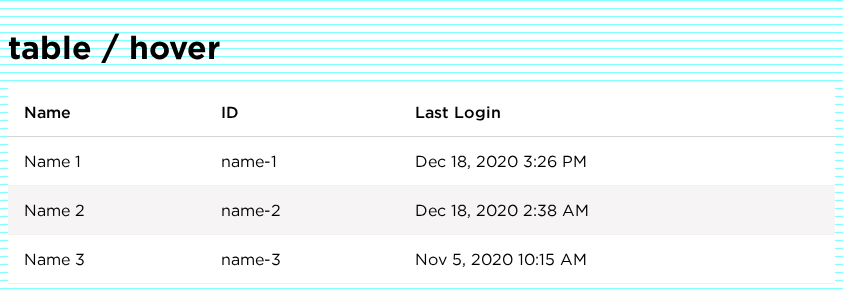 table / hover
Name ID Last Login
Name 1 name-1 Dec 18, 2020 3:26 PM
Name 2 name-2 Dec 18, 2020 2:38 AM
Name 3 name-3 Nov 5, 2020 10:15 AM